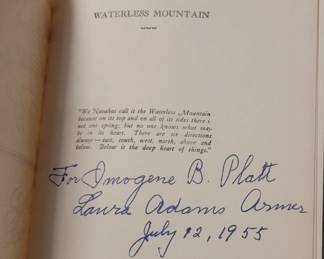 WATERLESS MOUNTAIN
"We Navahos call it the Waterless Mountain
because on its top and on all of its sides there is
not one spring; but no one knows what may
be in its heart. There are six directions
always—east, south, west, north, above and
below. Below is the deep heart of things."
For Imogene B. Platt
Laura Adams Armer
July 12, 1955